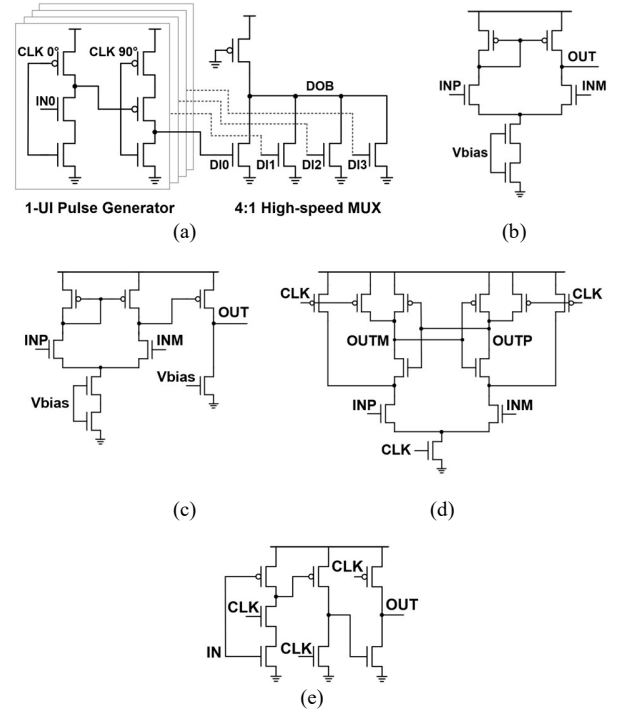 CLK 0° CLK 90°
IN0
DOB
DI0 DI1 DI2 DI3
1-UI Pulse Generator 4:1 High-speed MUX
(a)
OUT
INP INM
Vbias
(b)
OUT
INP INM
Vbias Vbias
(c)
CLK CLK
OUTM OUTP
INP INM
CLK
(d)
CLK
OUT
CLK
IN CLK
(e)